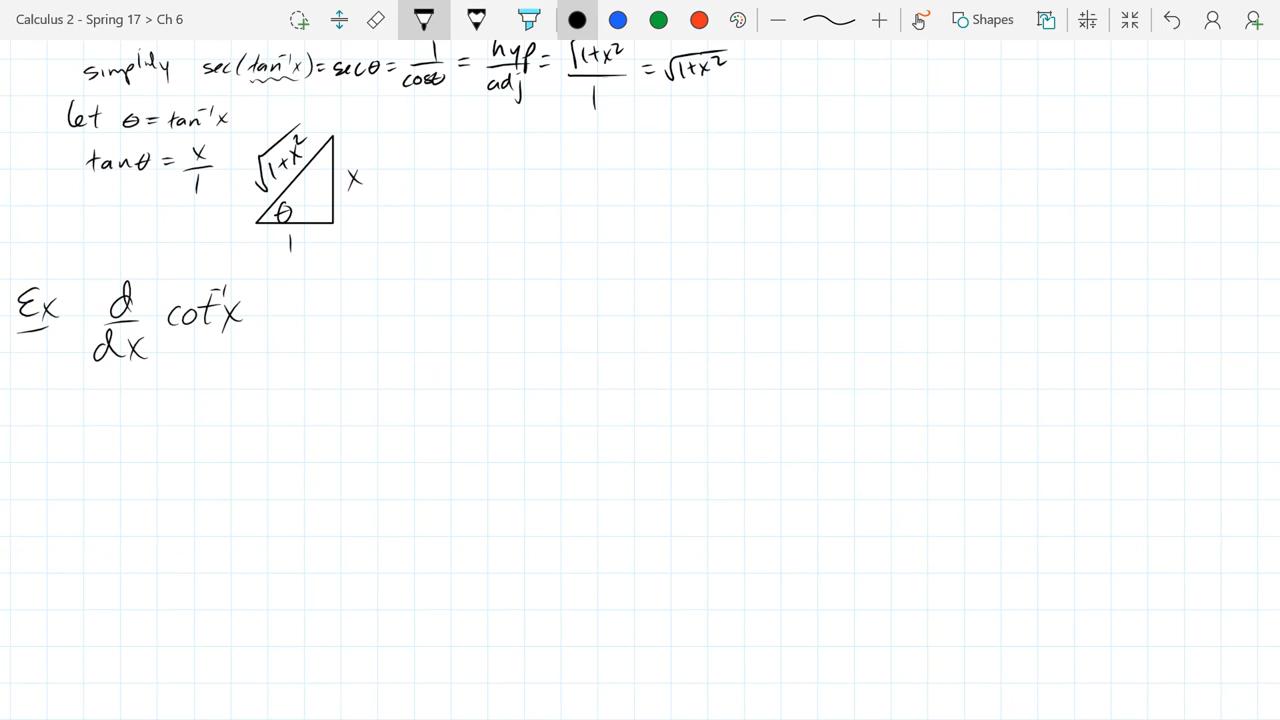 Calculus 2 - Spring 17 > Ch 6
Shapes
simplify sec(tan⁻¹x) = secθ = 1/cosθ = hyp/adj = √1+x²/1 = √1+x²
let θ = tan⁻¹x
tanθ = x/1
√1+x²
x
θ
1
Ex d/dx cot⁻¹x